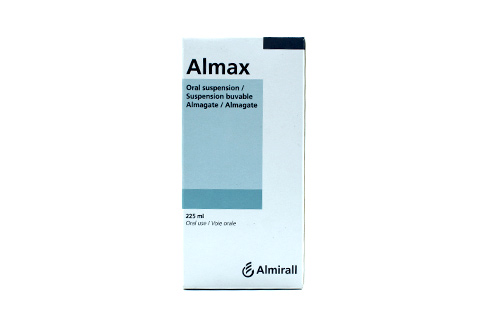 Almax
Oral suspension /
Suspension buvable
Almagate / Almagate
225 ml
Oral use / Voie orale
Almirall